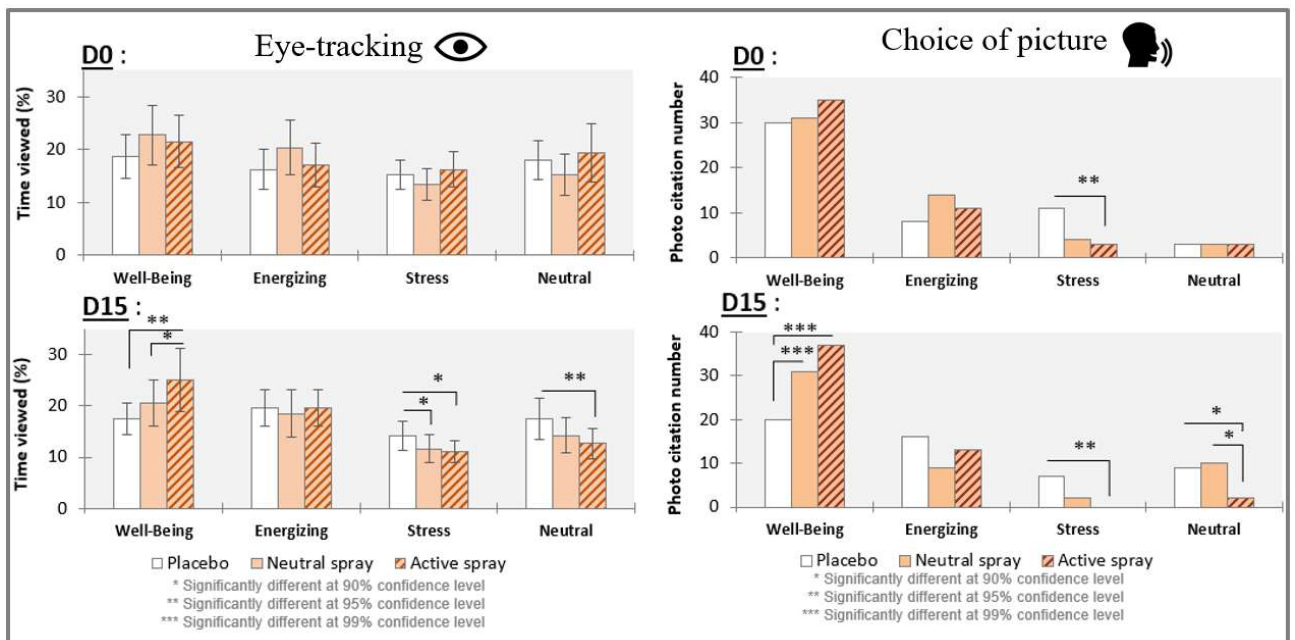 Eye-tracking
D0 :
Time viewed (%)
30
20
10
0
Well-Being Energizing Stress Neutral
D15 :
Time viewed (%)
30
20
10
0
** * * * **
Well-Being Energizing Stress Neutral
Placebo Neutral spray Active spray
* Significantly different at 90% confidence level
** Significantly different at 95% confidence level
*** Significantly different at 99% confidence level
Choice of picture
D0 :
Photo citation number
40
30
20
10
0
**
Well-Being Energizing Stress Neutral
D15 :
Photo citation number
40
30
20
10
0
*** *** ** * *
Well-Being Energizing Stress Neutral
Placebo Neutral spray Active spray
* Significantly different at 90% confidence level
** Significantly different at 95% confidence level
*** Significantly different at 99% confidence level